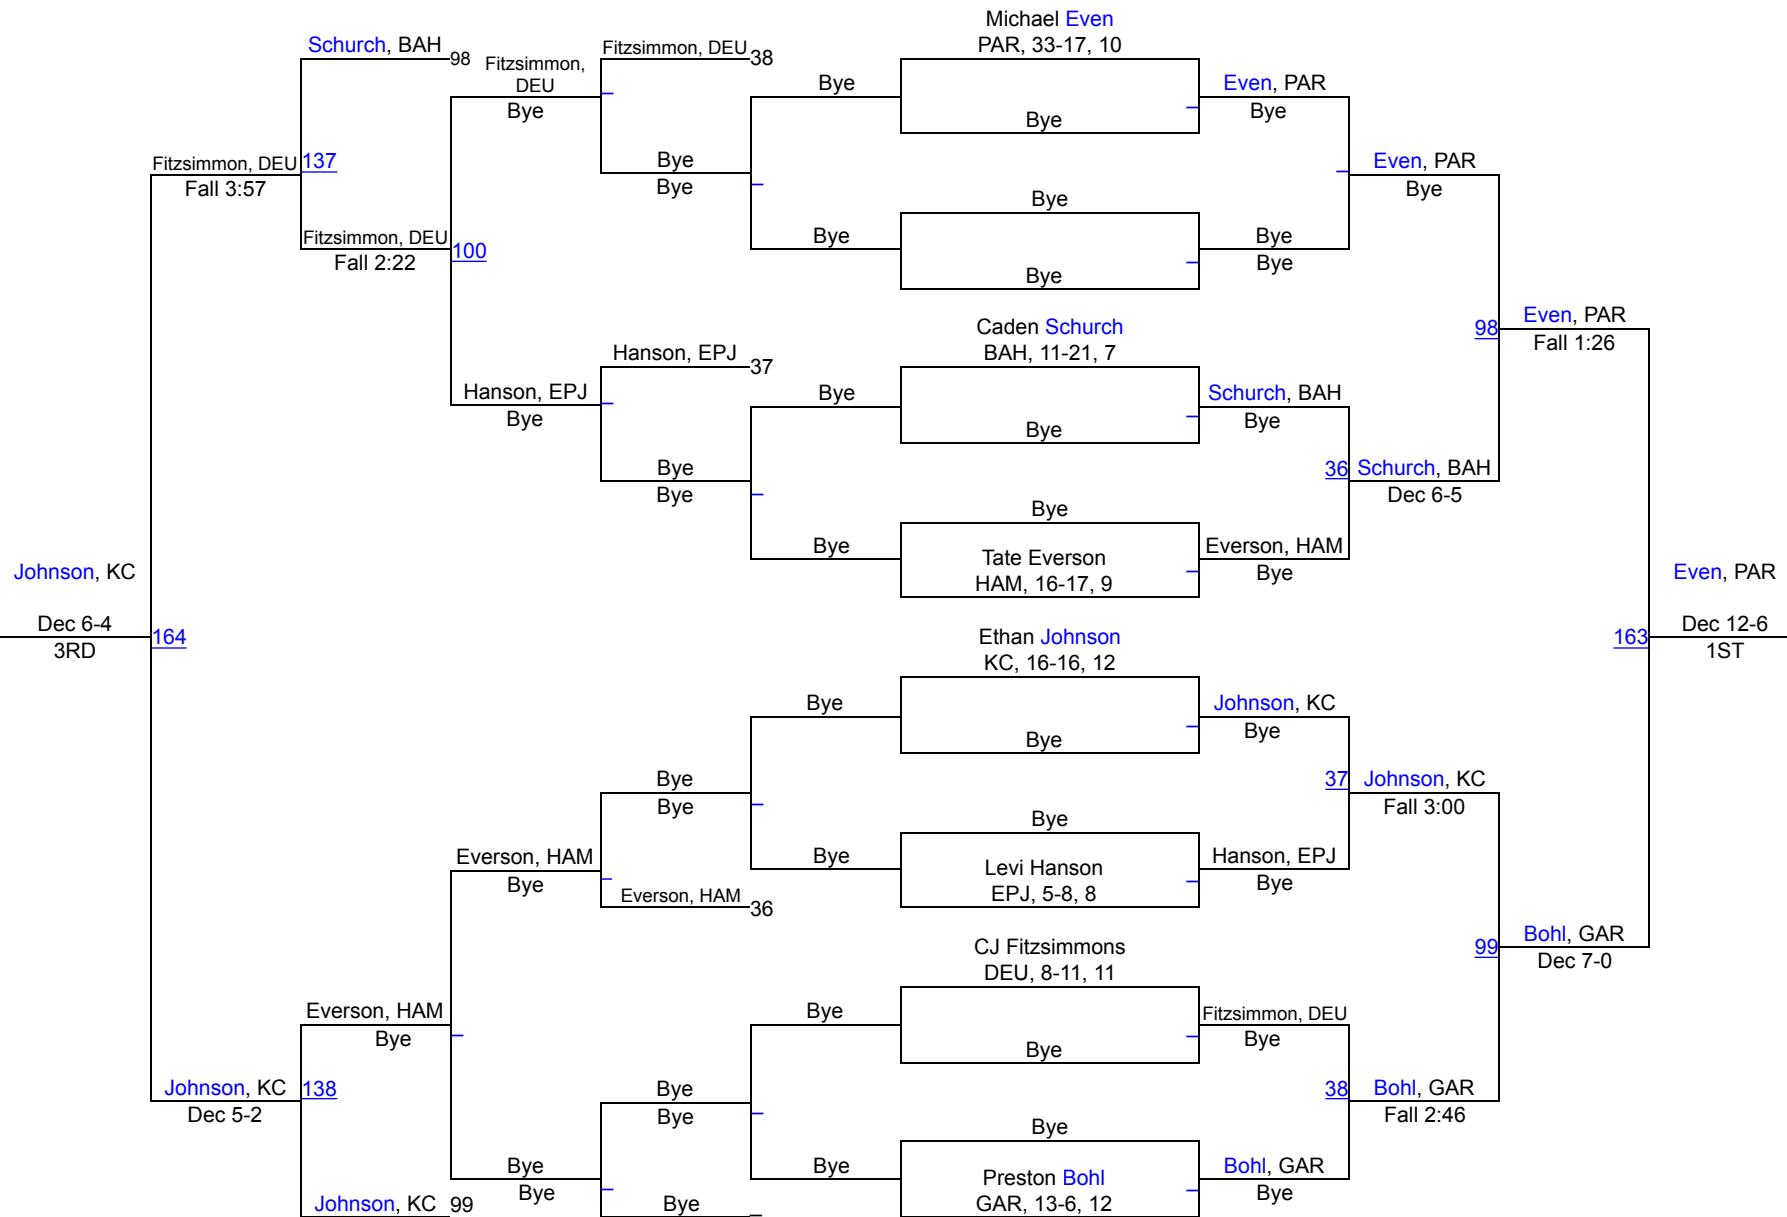 Michael Even
Schurch, BAH
98
Fitzsimmon,
DEU
Bye
Fitzsimmon, DEU
38
PAR, 33-17, 10
Bye
Even, PAR
Bye
Bye
Fitzsimmon, DEU
137
Fall 3:57
Bye
Bye
Even, PAR
Bye
Bye
Fitzsimmon, DEU
100
Fall 2:22
Bye
Bye
Bye
Bye
Caden Schurch
BAH, 11-21, 7
98
Even, PAR
Fall 1:26
Hanson, EPJ
37
Hanson, EPJ
Bye
Bye
Schurch, BAH
Bye
Bye
Bye
Bye
36
Schurch, BAH
Dec 6-5
Bye
Bye
Tate Everson
HAM, 16-17, 9
Everson, HAM
Bye
Johnson, KC
Even, PAR
Dec 6-4
164
3RD
Ethan Johnson
KC, 16-16, 12
163
Dec 12-6
1ST
Bye
Johnson, KC
Bye
Bye
Bye
Bye
37
Johnson, KC
Fall 3:00
Bye
Everson, HAM
Bye
Bye
Levi Hanson
EPJ, 5-8, 8
Hanson, EPJ
Bye
Everson, HAM
36
CJ Fitzsimmons
DEU, 8-11, 11
99
Bohl, GAR
Dec 7-0
Everson, HAM
Bye
Bye
Fitzsimmon, DEU
Bye
Bye
Johnson, KC
138
Dec 5-2
Bye
Bye
38
Bohl, GAR
Fall 2:46
Bye
Bye
Bye
Bye
Preston Bohl
GAR, 13-6, 12
Bohl, GAR
Bye
Johnson, KC
99
Bye